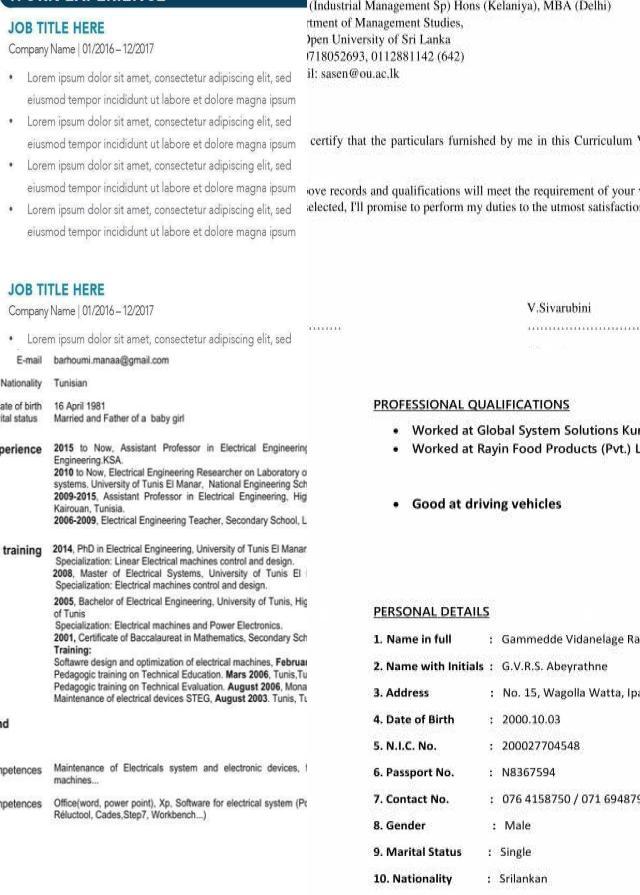 JOB TITLE HERE
Company Name | 01/2016 – 12/2017
• Lorem ipsum dolor sit amet, consectetur adipiscing elit, sed
eiusmod tempor incididunt ut labore et dolore magna ipsum
• Lorem ipsum dolor sit amet, consectetur adipiscing elit, sed
eiusmod tempor incididunt ut labore et dolore magna ipsum
• Lorem ipsum dolor sit amet, consectetur adipiscing elit, sed
eiusmod tempor incididunt ut labore et dolore magna ipsum
• Lorem ipsum dolor sit amet, consectetur adipiscing elit, sed
eiusmod tempor incididunt ut labore et dolore magna ipsum
JOB TITLE HERE
Company Name | 01/2016 – 12/2017
• Lorem ipsum dolor sit amet, consectetur adipiscing elit, sed
(Industrial Management Sp) Hons (Kelaniya), MBA (Delhi)
rtment of Management Studies,
Open University of Sri Lanka
0718052693, 0112881142 (642)
il: sasen@ou.ac.lk
certify that the particulars furnished by me in this Curriculum
ove records and qualifications will meet the requirement of your
elected, I'll promise to perform my duties to the utmost satisfactio
V.Sivarubini
E-mail barhoumi.manaa@gmail.com
Nationality Tunisian
ate of birth 16 April 1981
ital status Married and Father of a baby girl
perience 2015 to Now, Assistant Professor in Electrical Engineering
Engineering.KSA.
2010 to Now, Electrical Engineering Researcher on Laboratory o
systems. University of Tunis El Manar, National Engineering Sch
2009-2015, Assistant Professor in Electrical Engineering, Hig
Kairouan, Tunisia.
2006-2009, Electrical Engineering Teacher, Secondary School, L
training 2014, PhD in Electrical Engineering, University of Tunis El Manar
Specialization: Linear Electrical machines control and design.
2008, Master of Electrical Systems, University of Tunis El
Specialization: Electrical machines control and design.
2005, Bachelor of Electrical Engineering, University of Tunis, Hig
of Tunis
Specialization: Electrical machines and Power Electronics.
2001, Certificate of Baccalaureat in Mathematics, Secondary Sch
Training:
Softawre design and optimization of electrical machines, Februar
Pedagogic training on Technical Education. Mars 2006, Tunis,Tu
Pedagogic training on Technical Evaluation. August 2006, Mona
Maintenance of electrical devices STEG, August 2003. Tunis, Tu
nd
mpetences Maintenance of Electricals system and electronic devices,
machines...
mpetences Office(word, power point), Xp, Software for electrical system (Po
Réluctool, Cades,Step7, Workbench...)
PROFESSIONAL QUALIFICATIONS
• Worked at Global System Solutions Kur
• Worked at Rayin Food Products (Pvt.) L
• Good at driving vehicles
PERSONAL DETAILS
1. Name in full : Gammedde Vidanelage Ra
2. Name with Initials : G.V.R.S. Abeyrathne
3. Address : No. 15, Wagolla Watta, Ipa
4. Date of Birth : 2000.10.03
5. N.I.C. No. : 200027704548
6. Passport No. : N8367594
7. Contact No. : 076 4158750 / 071 694879
8. Gender : Male
9. Marital Status : Single
10. Nationality : Srilankan